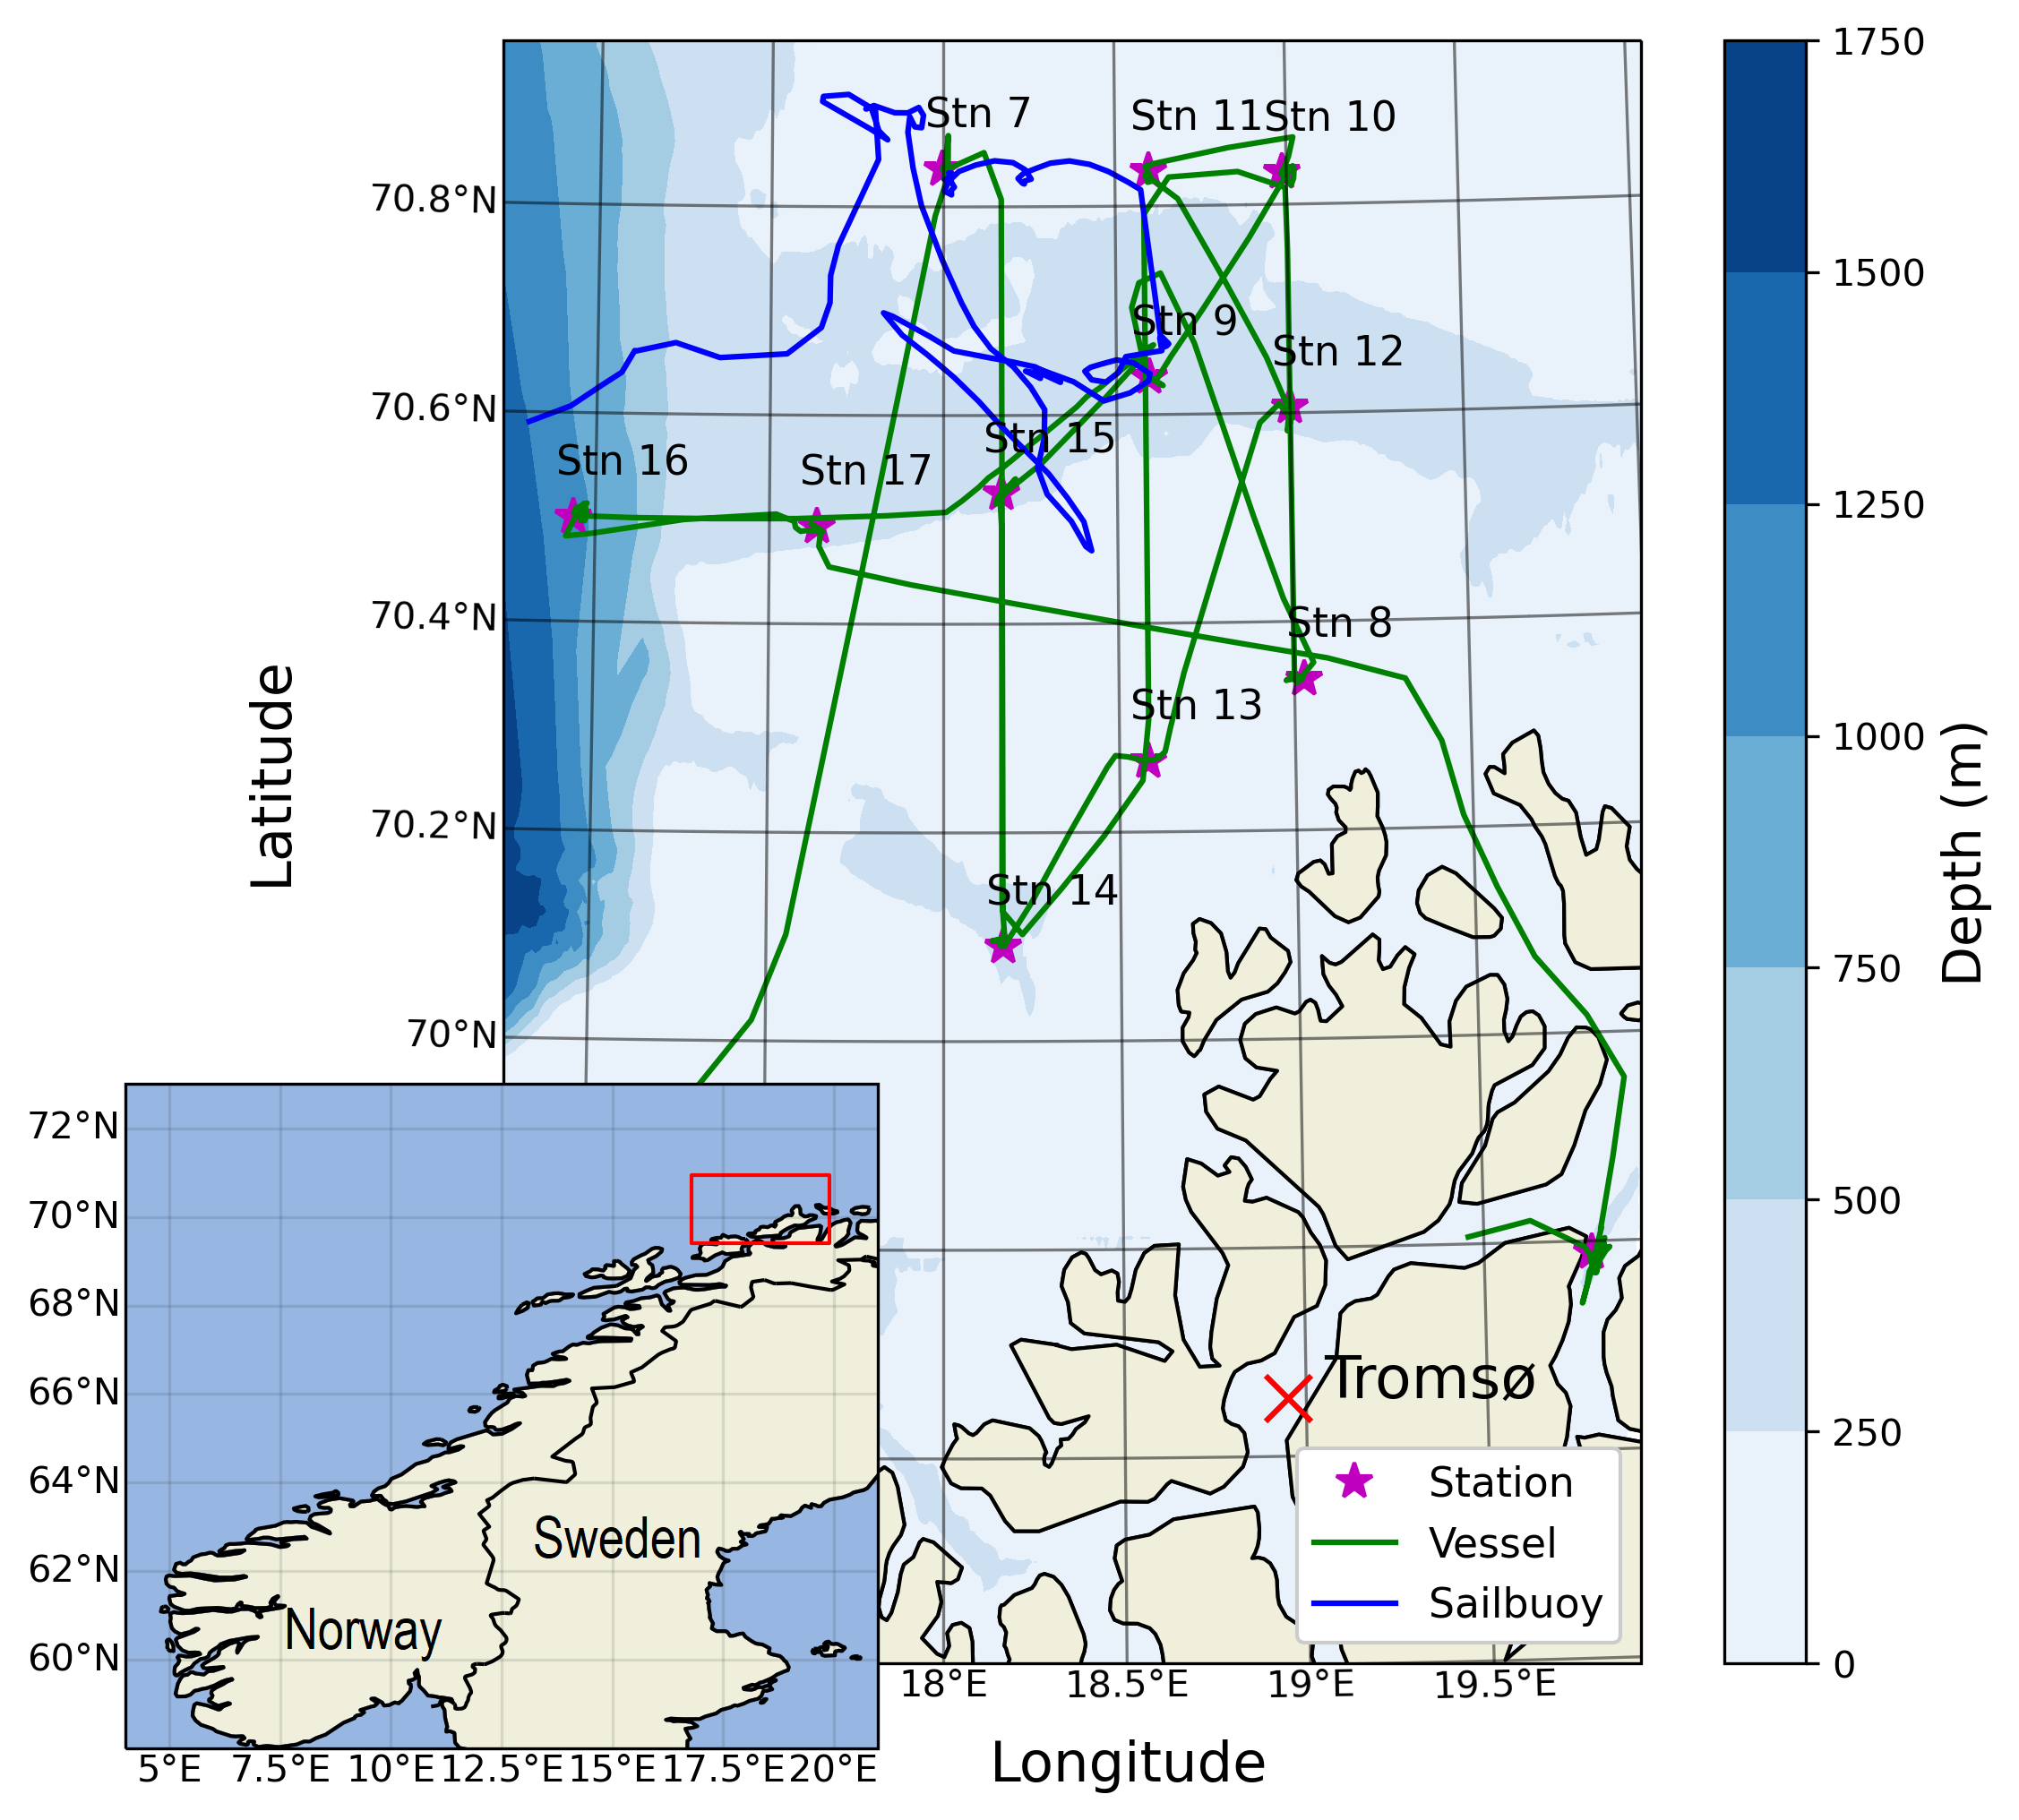 1750
Stn 7
Stn 11
Stn 10
70.8°N
1500
Stn 9
Stn 12
70.6°N
Stn 15
Stn 16
Stn 17
1250
70.4°N
Stn 8
Latitude
Stn 13
1000
Depth (m)
70.2°N
Stn 14
750
70°N
72°N
70°N
500
68°N
66°N
Tromsø
250
64°N
Station
Sweden
Vessel
62°N
Norway
Sailbuoy
60°N
0
18°E
18.5°E
19°E
19.5°E
5°E
7.5°E
10°E
12.5°E
15°E
17.5°E
20°E
Longitude